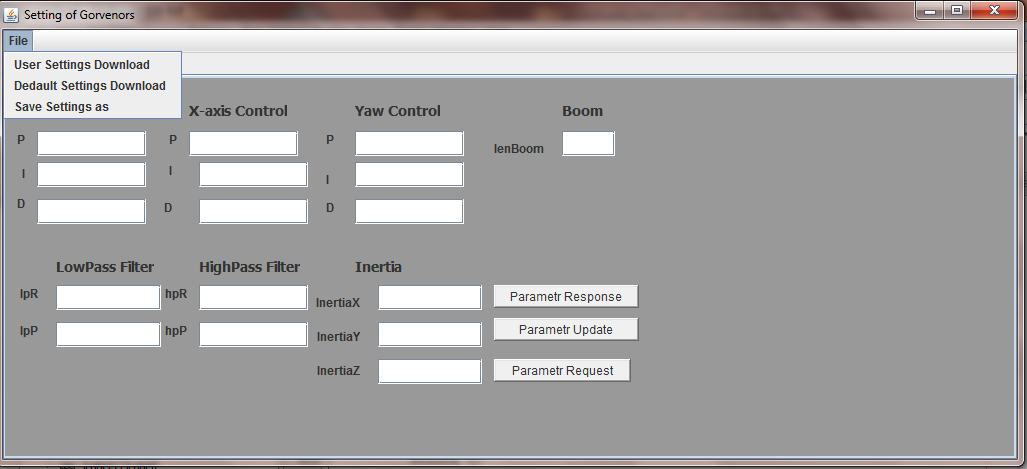 Setting of Gorvenors
File
User Settings Download
Dedault Settings Download
Save Settings as
X-axis Control Yaw Control Boom
P P P lenBoom
I I I
D D D
LowPass Filter HighPass Filter Inertia
lpR hpR InertiaX Parametr Response
lpP hpP InertiaY Parametr Update
InertiaZ Parametr Request